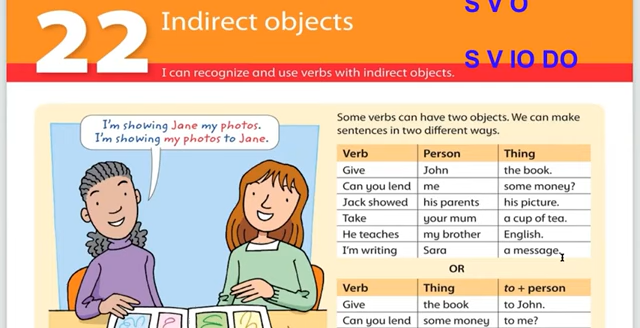 22
Indirect objects
S V O
S V IO DO
I can recognize and use verbs with indirect objects.
I'm showing Jane my photos.
I'm showing my photos to Jane.
Some verbs can have two objects. We can make
sentences in two different ways.
Verb Person Thing
Give John the book.
Can you lend me some money?
Jack showed his parents his picture.
Take your mum a cup of tea.
He teaches my brother English.
I'm writing Sara a message.
OR
Verb Thing to + person
Give the book to John.
Can you lend some money to me?